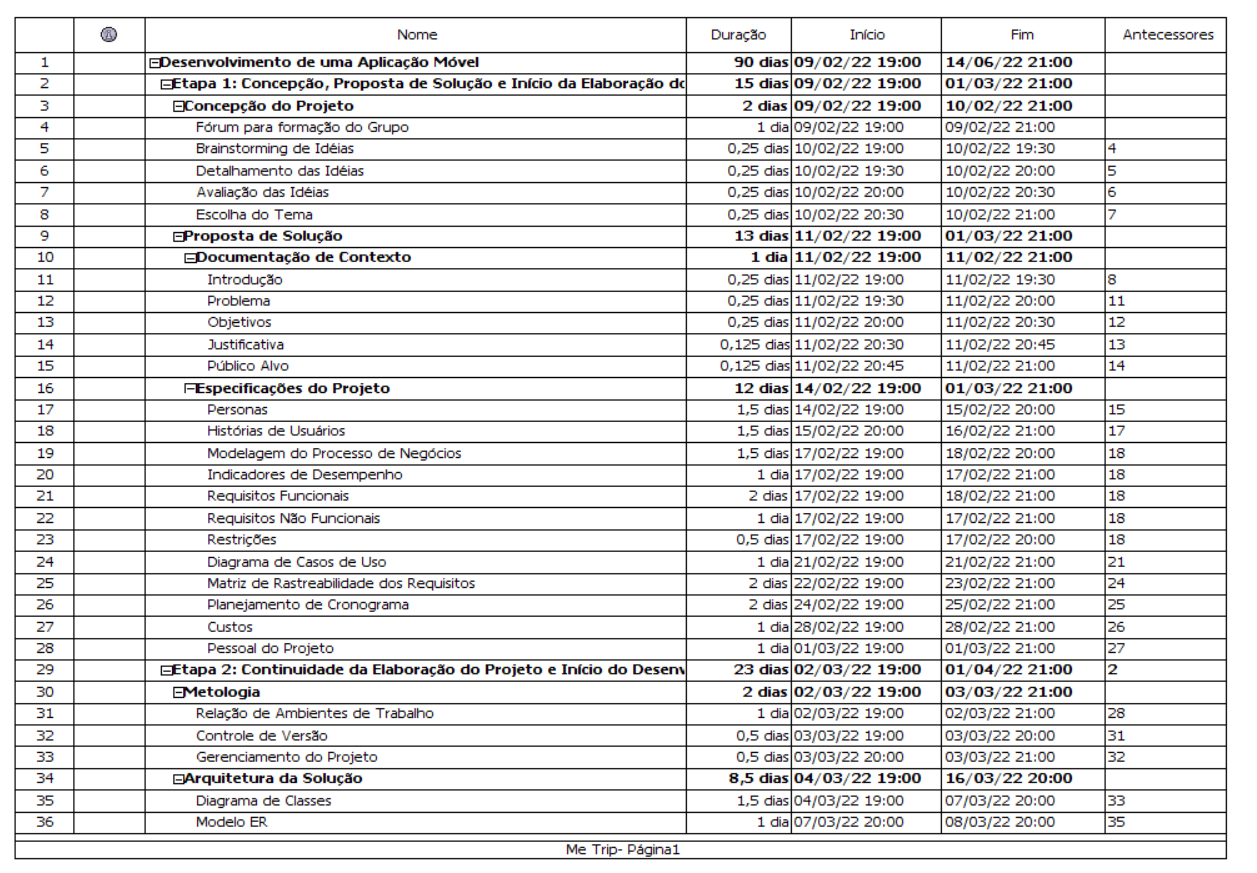 Nome Duração Início Fim Antecessores
1 Desenvolvimento de uma Aplicação Móvel 90 dias 09/02/22 19:00 14/06/22 21:00
2 Etapa 1: Concepção, Proposta de Solução e Início da Elaboração do 15 dias 09/02/22 19:00 01/03/22 21:00
3 Concepção do Projeto 2 dias 09/02/22 19:00 10/02/22 21:00
4 Fórum para formação do Grupo 1 dia 09/02/22 19:00 09/02/22 21:00
5 Brainstorming de Idéias 0,25 dias 10/02/22 19:00 10/02/22 19:30 4
6 Detalhamento das Idéias 0,25 dias 10/02/22 19:30 10/02/22 20:00 5
7 Avaliação das Idéias 0,25 dias 10/02/22 20:00 10/02/22 20:30 6
8 Escolha do Tema 0,25 dias 10/02/22 20:30 10/02/22 21:00 7
9 Proposta de Solução 13 dias 11/02/22 19:00 01/03/22 21:00
10 Documentação de Contexto 1 dia 11/02/22 19:00 11/02/22 21:00
11 Introdução 0,25 dias 11/02/22 19:00 11/02/22 19:30 8
12 Problema 0,25 dias 11/02/22 19:30 11/02/22 20:00 11
13 Objetivos 0,25 dias 11/02/22 20:00 11/02/22 20:30 12
14 Justificativa 0,125 dias 11/02/22 20:30 11/02/22 20:45 13
15 Público Alvo 0,125 dias 11/02/22 20:45 11/02/22 21:00 14
16 Especificações do Projeto 12 dias 14/02/22 19:00 01/03/22 21:00
17 Personas 1,5 dias 14/02/22 19:00 15/02/22 20:00 15
18 Histórias de Usuários 1,5 dias 15/02/22 20:00 16/02/22 21:00 17
19 Modelagem do Processo de Negócios 1,5 dias 17/02/22 19:00 18/02/22 20:00 18
20 Indicadores de Desempenho 1 dia 17/02/22 19:00 17/02/22 21:00 18
21 Requisitos Funcionais 2 dias 17/02/22 19:00 18/02/22 21:00 18
22 Requisitos Não Funcionais 1 dia 17/02/22 19:00 17/02/22 21:00 18
23 Restrições 0,5 dias 17/02/22 19:00 17/02/22 20:00 18
24 Diagrama de Casos de Uso 1 dia 21/02/22 19:00 21/02/22 21:00 21
25 Matriz de Rastreabilidade dos Requisitos 2 dias 22/02/22 19:00 23/02/22 21:00 24
26 Planejamento de Cronograma 2 dias 24/02/22 19:00 25/02/22 21:00 25
27 Custos 1 dia 28/02/22 19:00 28/02/22 21:00 26
28 Pessoal do Projeto 1 dia 01/03/22 19:00 01/03/22 21:00 27
29 Etapa 2: Continuidade da Elaboração do Projeto e Início do Desenv 23 dias 02/03/22 19:00 01/04/22 21:00 2
30 Metologia 2 dias 02/03/22 19:00 03/03/22 21:00
31 Relação de Ambientes de Trabalho 1 dia 02/03/22 19:00 02/03/22 21:00 28
32 Controle de Versão 0,5 dias 03/03/22 19:00 03/03/22 20:00 31
33 Gerenciamento do Projeto 0,5 dias 03/03/22 20:00 03/03/22 21:00 32
34 Arquitetura da Solução 8,5 dias 04/03/22 19:00 16/03/22 20:00
35 Diagrama de Classes 1,5 dias 04/03/22 19:00 07/03/22 20:00 33
36 Modelo ER 1 dia 07/03/22 20:00 08/03/22 20:00 35
Me Trip- Página1